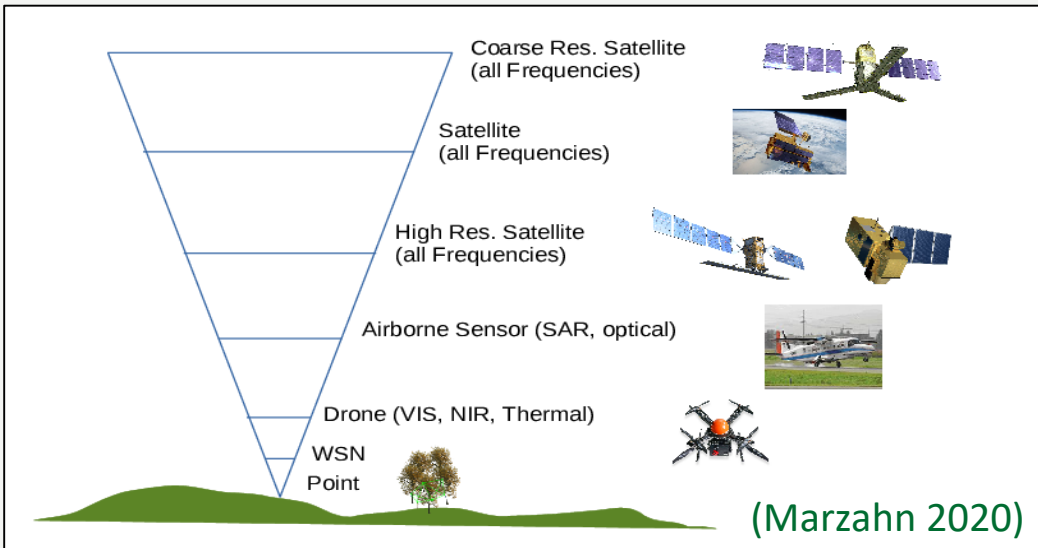 Coarse Res. Satellite
(all Frequencies)
Satellite
(all Frequencies)
High Res. Satellite
(all Frequencies)
Airborne Sensor (SAR, optical)
Drone (VIS, NIR, Thermal)
WSN
Point
(Marzahn 2020)